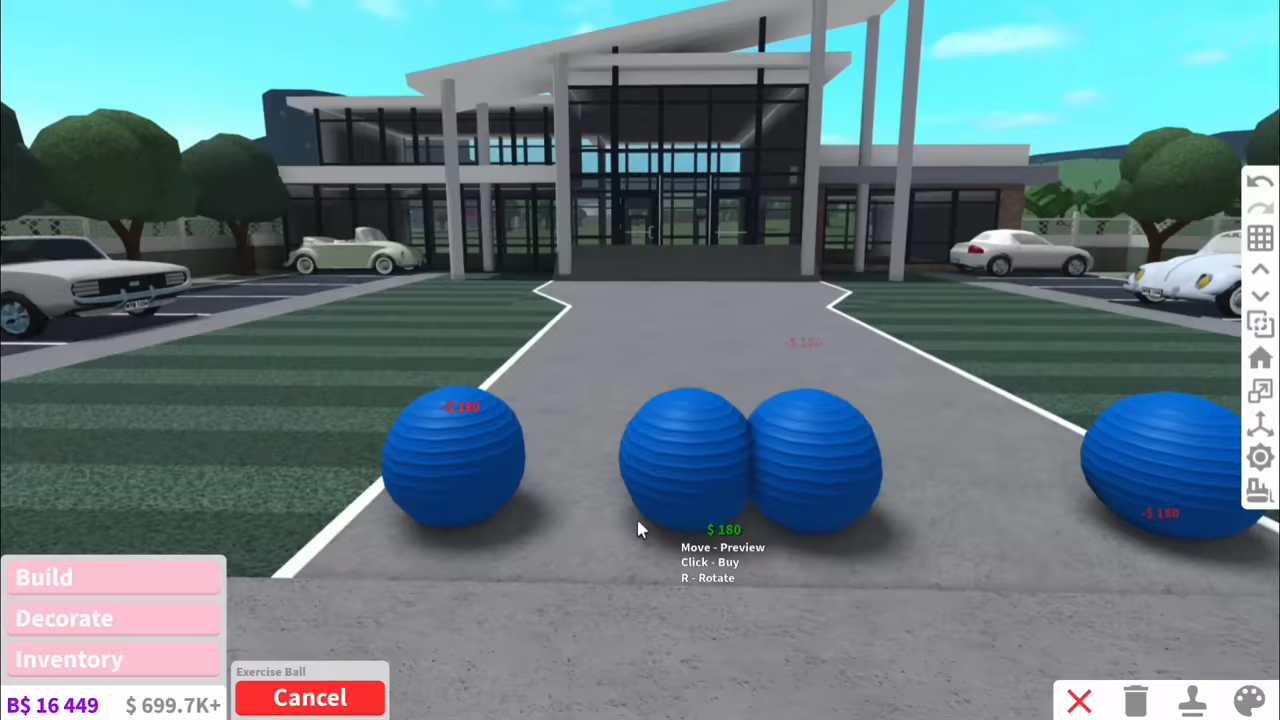 -$ 180
-$ 180
-$ 180
$ 180
Move - Preview
Click - Buy
R - Rotate
Build
Decorate
Inventory
Exercise Ball
Cancel
B$ 16 449
$ 699.7K+